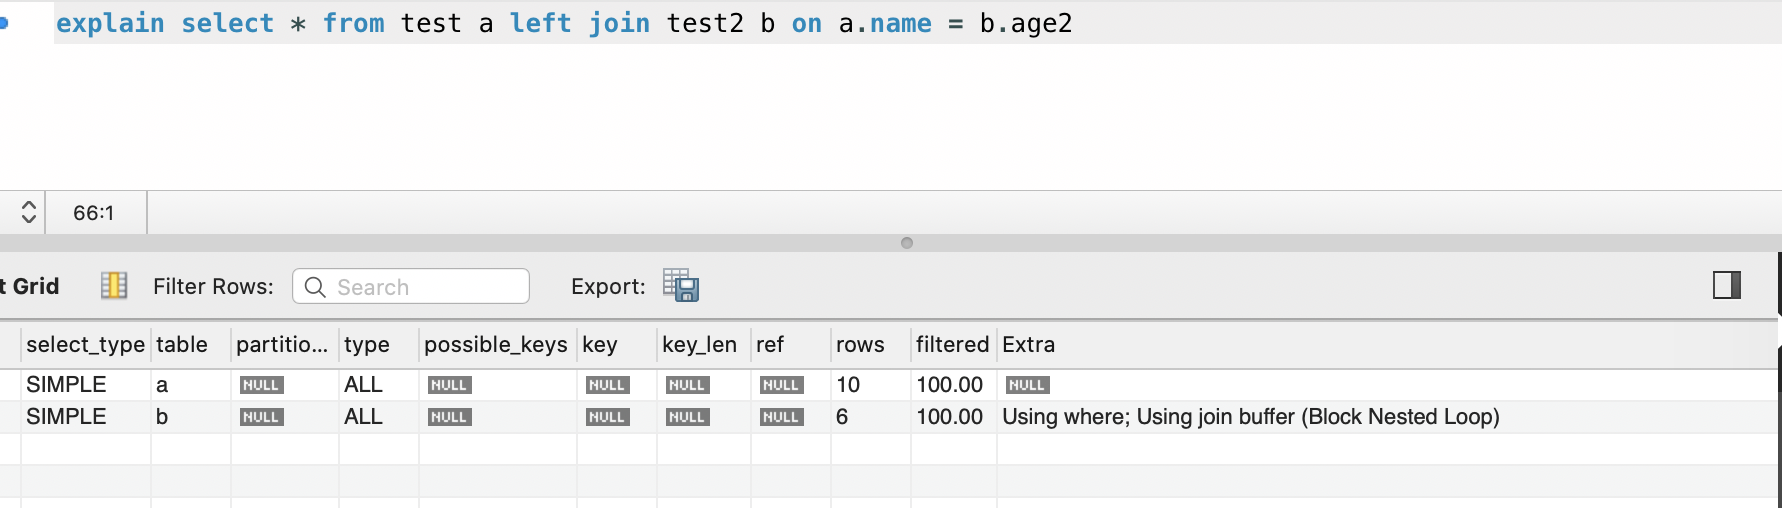 explain select * from test a left join test2 b on a.name = b.age2
66:1
t Grid Filter Rows: Search Export:
select_type table partitio... type possible_keys key key_len ref rows filtered Extra
SIMPLE a NULL ALL NULL NULL NULL NULL 10 100.00 NULL
SIMPLE b NULL ALL NULL NULL NULL NULL 6 100.00 Using where; Using join buffer (Block Nested Loop)